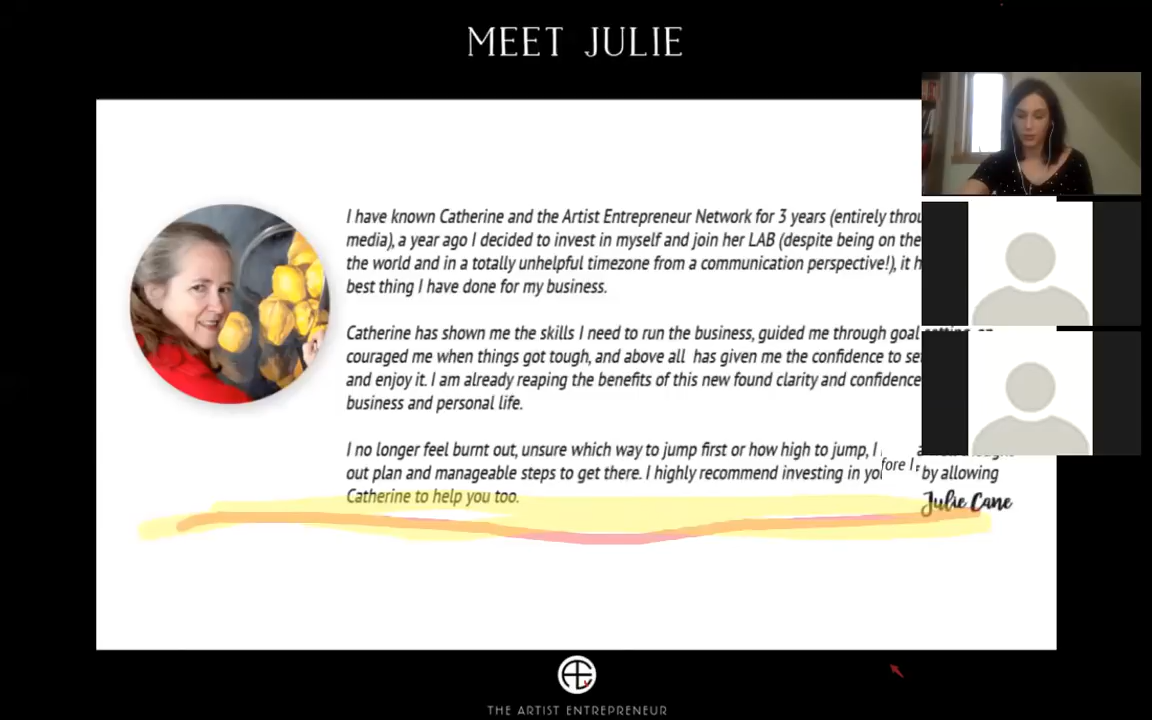 MEET JULIE
I have known Catherine and the Artist Entrepreneur Network for 3 years (entirely
media), a year ago I decided to invest in myself and join her LAB (despite being on the
the world and in a totally unhelpful timezone from a communication perspective!), it
best thing I have done for my business.
Catherine has shown me the skills I need to run the business, guided me through goal
couraged me when things got tough, and above all has given me the confidence to
and enjoy it. I am already reaping the benefits of this new found clarity and confidence
business and personal life.
I no longer feel burnt out, unsure which way to jump first or how high to jump, I
out plan and manageable steps to get there. I highly recommend investing in by allowing
Catherine to help you too.
Julie Cane
THE ARTIST ENTREPRENEUR